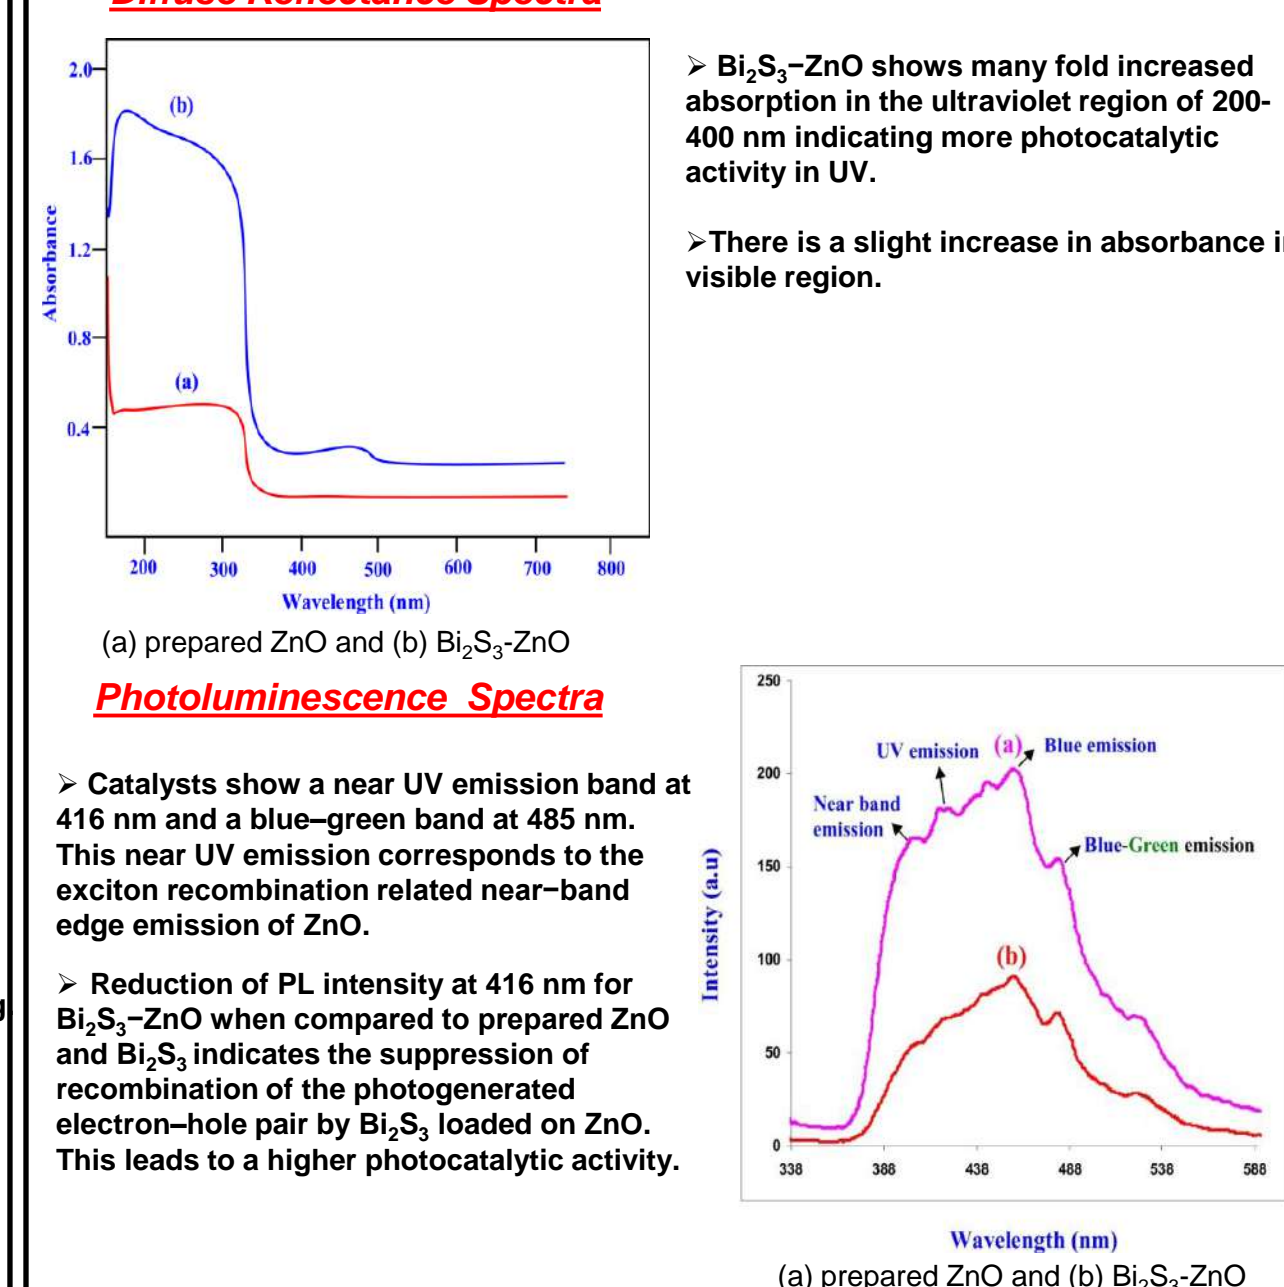 Diffuse Reflectance Spectra
2.0
1.6
1.2
0.8
0.4
Absorbance
(b)
(a)
200 300 400 500 600 700 800
Wavelength (nm)
(a) prepared ZnO and (b) Bi₂S₃-ZnO
➢ Bi₂S₃−ZnO shows many fold increased
absorption in the ultraviolet region of 200-
400 nm indicating more photocatalytic
activity in UV.
➢There is a slight increase in absorbance in
visible region.
Photoluminescence Spectra
➢ Catalysts show a near UV emission band at
416 nm and a blue–green band at 485 nm.
This near UV emission corresponds to the
exciton recombination related near−band
edge emission of ZnO.
➢ Reduction of PL intensity at 416 nm for
Bi₂S₃−ZnO when compared to prepared ZnO
and Bi₂S₃ indicates the suppression of
recombination of the photogenerated
electron–hole pair by Bi₂S₃ loaded on ZnO.
This leads to a higher photocatalytic activity.
250
200
150
100
50
0
Intensity (a.u)
UV emission
(a)
Blue emission
Near band
emission
Blue-Green emission
(b)
338 388 438 488 538 588
Wavelength (nm)
(a) prepared ZnO and (b) Bi₂S₃-ZnO